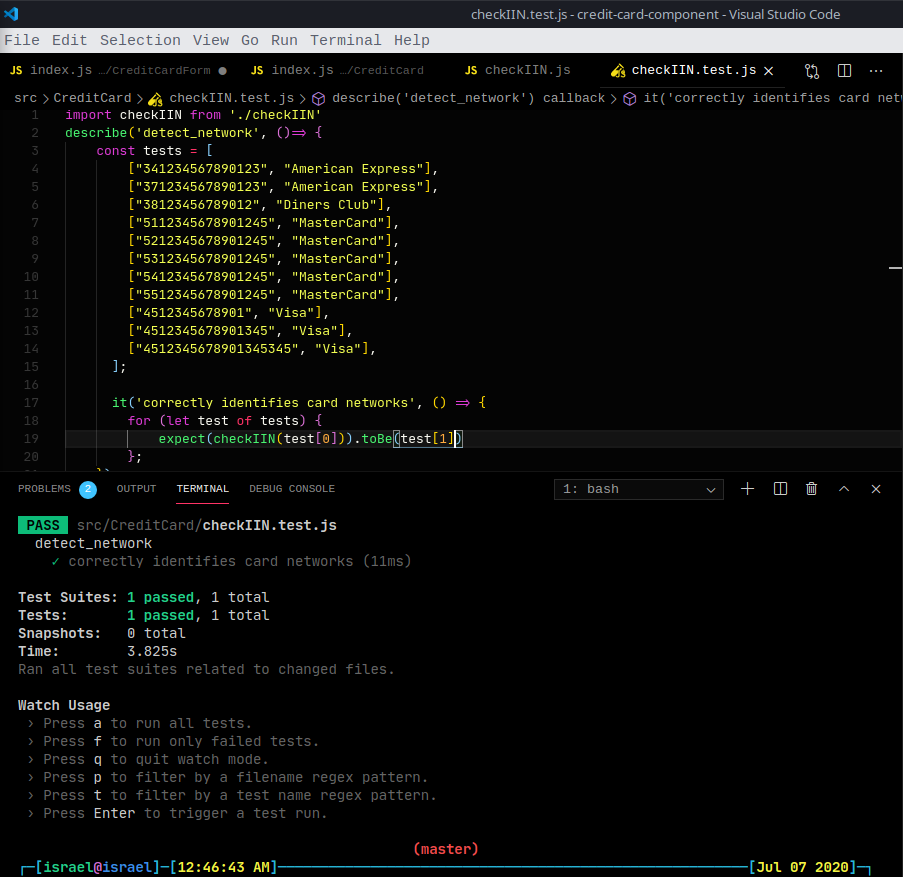 checkIIN.test.js - credit-card-component - Visual Studio Code
File Edit Selection View Go Run Terminal Help
JS index.js …/CreditCardForm ● JS index.js …/CreditCard JS checkIIN.js checkIIN.test.js ×
src > CreditCard > checkIIN.test.js > describe('detect_network') callback > it('correctly identifies card net
1 import checkIIN from './checkIIN'
2 describe('detect_network', ()=> {
3 const tests = [
4 ["341234567890123", "American Express"],
5 ["371234567890123", "American Express"],
6 ["38123456789012", "Diners Club"],
7 ["5112345678901245", "MasterCard"],
8 ["5212345678901245", "MasterCard"],
9 ["5312345678901245", "MasterCard"],
10 ["5412345678901245", "MasterCard"],
11 ["5512345678901245", "MasterCard"],
12 ["4512345678901", "Visa"],
13 ["4512345678901345", "Visa"],
14 ["4512345678901345345", "Visa"],
15 ];
16
17 it('correctly identifies card networks', () => {
18 for (let test of tests) {
19 expect(checkIIN(test[0])).toBe(test[1])
20 };
PROBLEMS 2 OUTPUT TERMINAL DEBUG CONSOLE 1: bash
PASS src/CreditCard/checkIIN.test.js
detect_network
✓ correctly identifies card networks (11ms)
Test Suites: 1 passed, 1 total
Tests: 1 passed, 1 total
Snapshots: 0 total
Time: 3.825s
Ran all test suites related to changed files.
Watch Usage
› Press a to run all tests.
› Press f to run only failed tests.
› Press q to quit watch mode.
› Press p to filter by a filename regex pattern.
› Press t to filter by a test name regex pattern.
› Press Enter to trigger a test run.
(master)
┌─[israel@israel]─[12:46:43 AM]─[Jul 07 2020]─┐